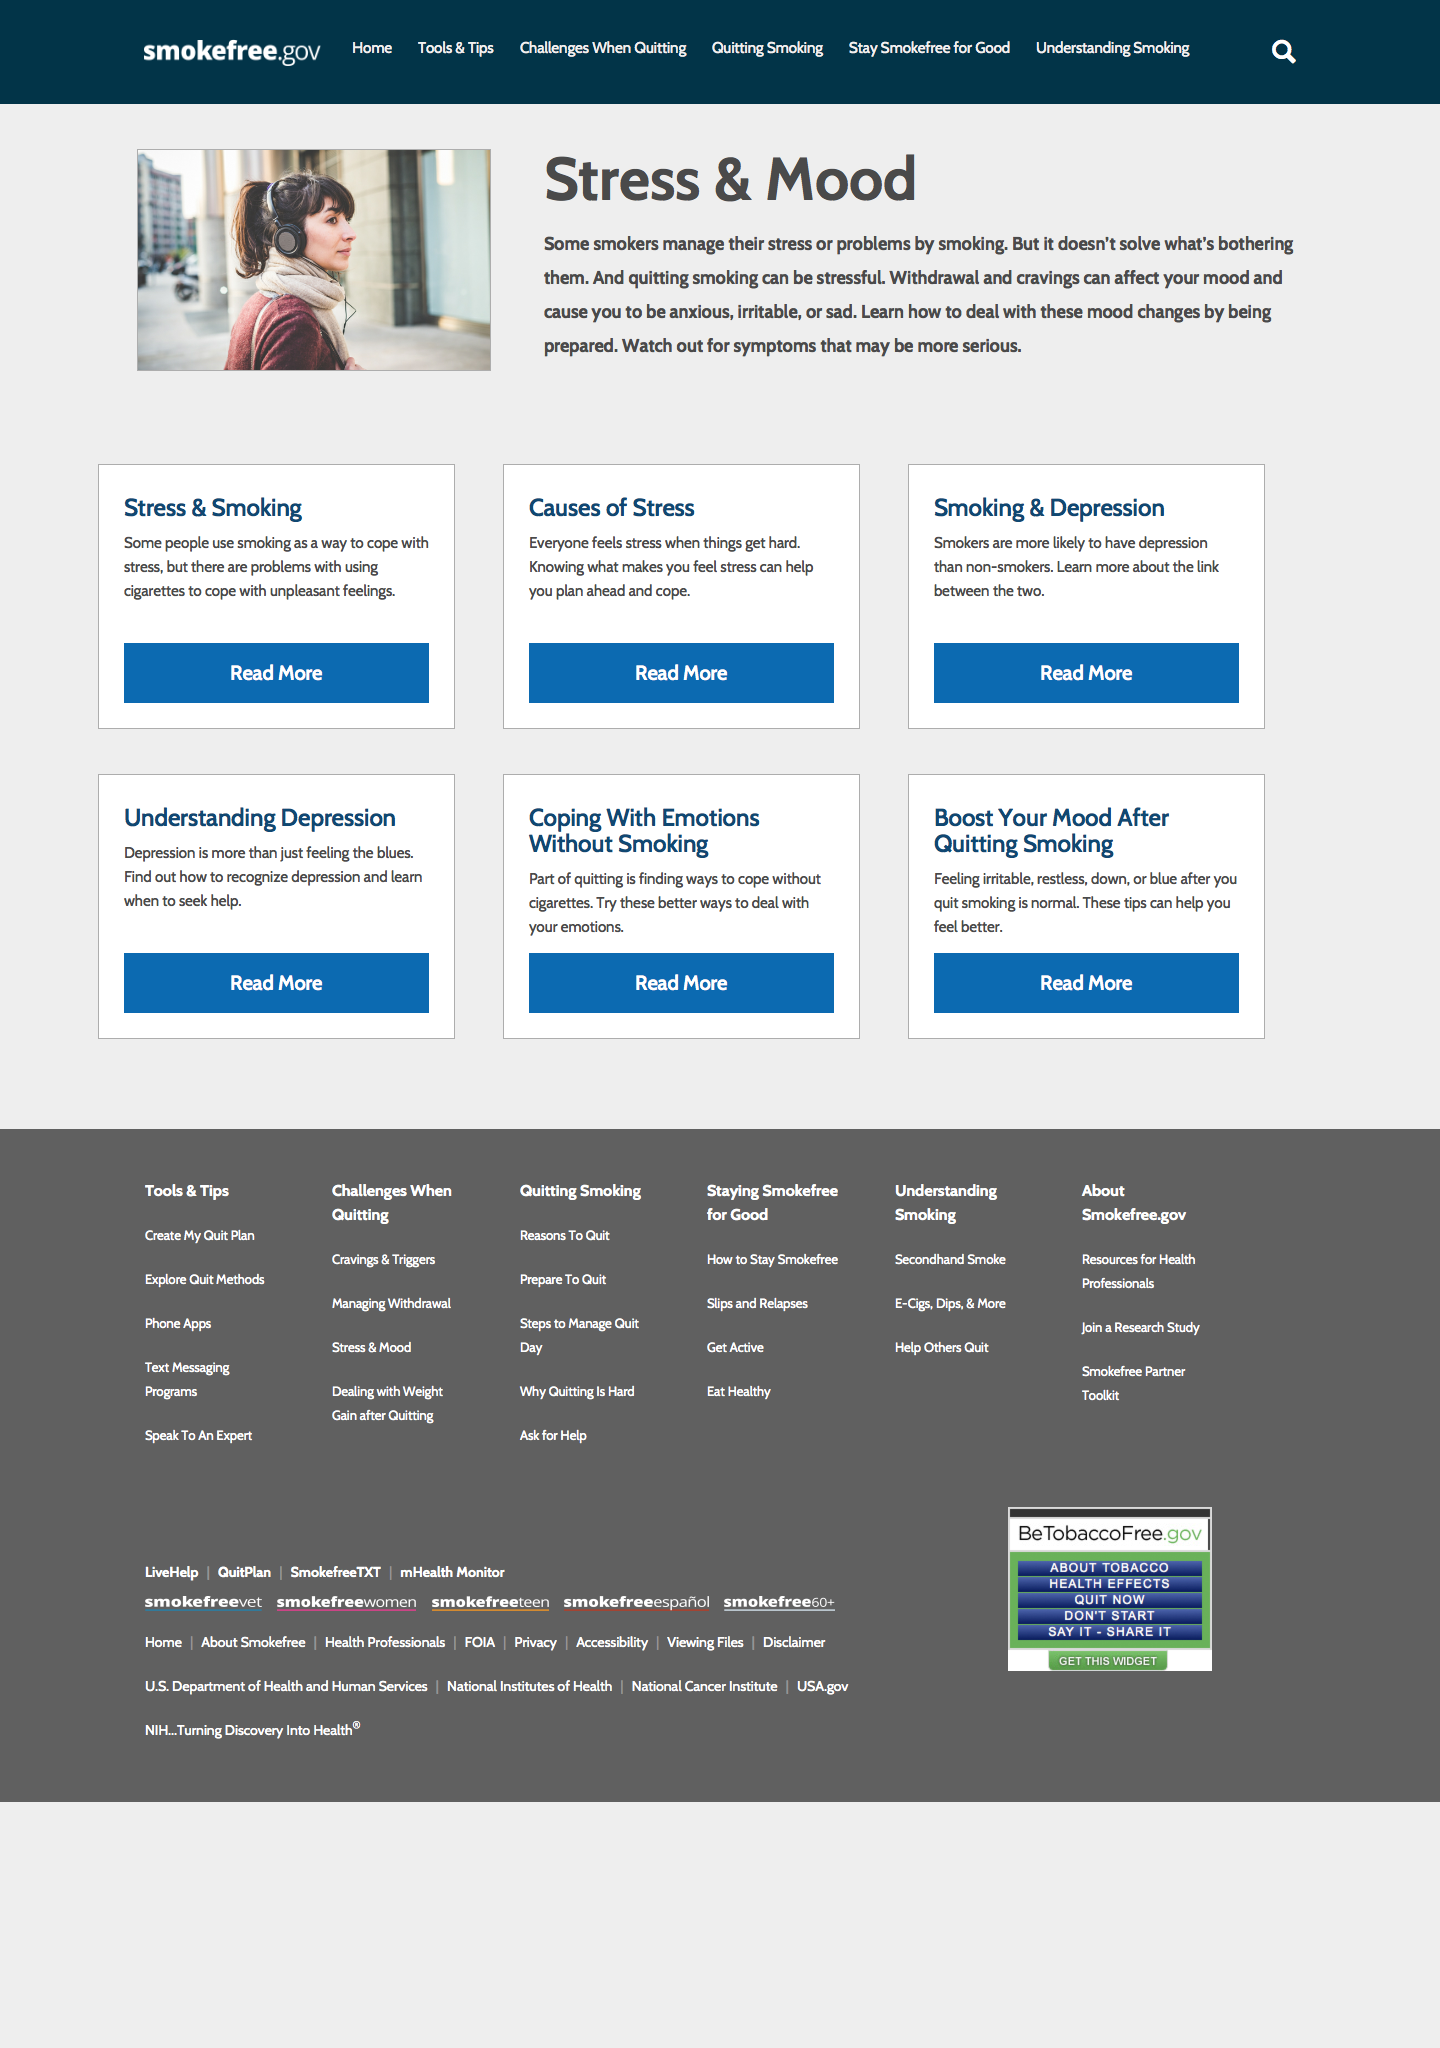 smokefree.gov
Home Tools & Tips Challenges When Quitting Quitting Smoking Stay Smokefree for Good Understanding Smoking
Stress & Mood
Some smokers manage their stress or problems by smoking. But it doesn't solve what's bothering
them. And quitting smoking can be stressful. Withdrawal and cravings can affect your mood and
cause you to be anxious, irritable, or sad. Learn how to deal with these mood changes by being
prepared. Watch out for symptoms that may be more serious.
Stress & Smoking
Some people use smoking as a way to cope with
stress, but there are problems with using
cigarettes to cope with unpleasant feelings.
Read More
Causes of Stress
Everyone feels stress when things get hard.
Knowing what makes you feel stress can help
you plan ahead and cope.
Read More
Smoking & Depression
Smokers are more likely to have depression
than non-smokers. Learn more about the link
between the two.
Read More
Understanding Depression
Depression is more than just feeling the blues.
Find out how to recognize depression and learn
when to seek help.
Read More
Coping With Emotions
Without Smoking
Part of quitting is finding ways to cope without
cigarettes. Try these better ways to deal with
your emotions.
Read More
Boost Your Mood After
Quitting Smoking
Feeling irritable, restless, down, or blue after you
quit smoking is normal. These tips can help you
feel better.
Read More
Tools & Tips
Create My Quit Plan
Explore Quit Methods
Phone Apps
Text Messaging
Programs
Speak To An Expert
Challenges When
Quitting
Cravings & Triggers
Managing Withdrawal
Stress & Mood
Dealing with Weight
Gain after Quitting
Quitting Smoking
Reasons To Quit
Prepare To Quit
Steps to Manage Quit
Day
Why Quitting Is Hard
Ask for Help
Staying Smokefree
for Good
How to Stay Smokefree
Slips and Relapses
Get Active
Eat Healthy
Understanding
Smoking
Secondhand Smoke
E-Cigs, Dips, & More
Help Others Quit
About
Smokefree.gov
Resources for Health
Professionals
Join a Research Study
Smokefree Partner
Toolkit
LiveHelp | QuitPlan | SmokefreeTXT | mHealth Monitor
smokefreevet smokefreewomen smokefreeteen smokefreeespañol smokefree60+
Home | About Smokefree | Health Professionals | FOIA | Privacy | Accessibility | Viewing Files | Disclaimer
U.S. Department of Health and Human Services | National Institutes of Health | National Cancer Institute | USA.gov
NIH...Turning Discovery Into Health®
BeTobaccoFree.gov
ABOUT TOBACCO
HEALTH EFFECTS
QUIT NOW
DON'T START
SAY IT - SHARE IT
GET THIS WIDGET